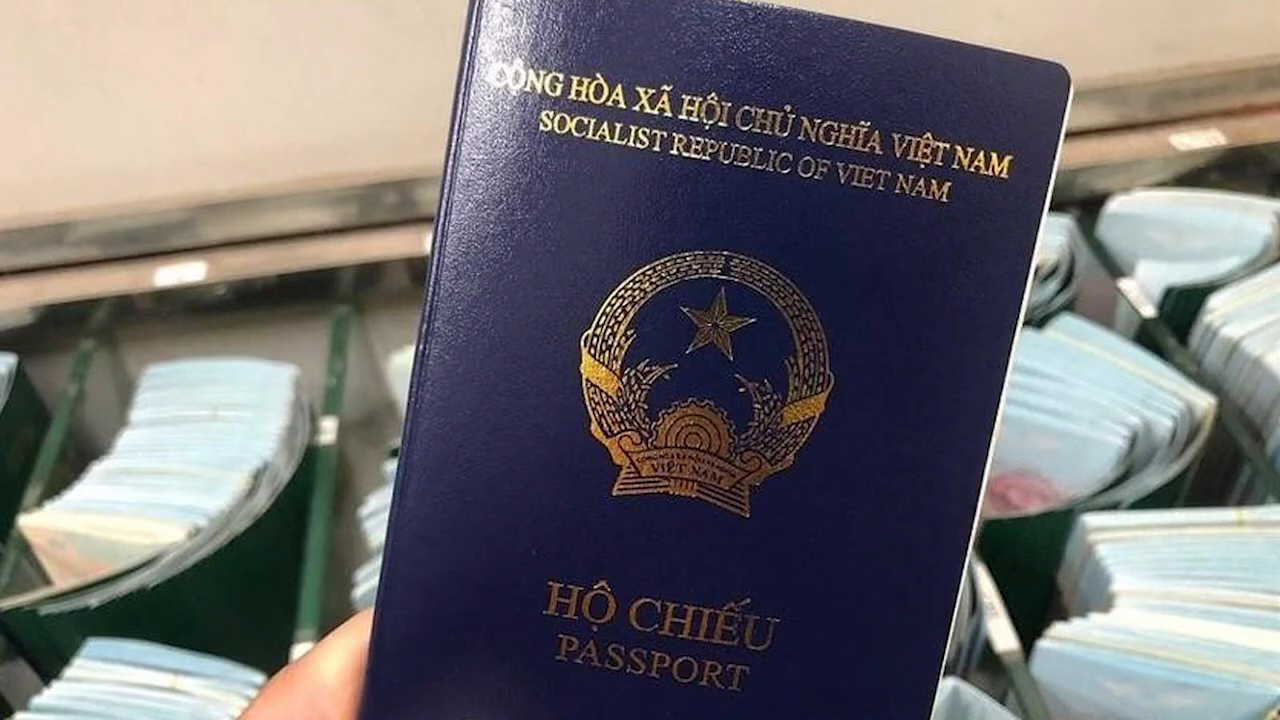 CỘNG HÒA XÃ HỘI CHỦ NGHĨA VIỆT NAM
SOCIALIST REPUBLIC OF VIET NAM
VIỆT NAM
HỘ CHIẾU
PASSPORT